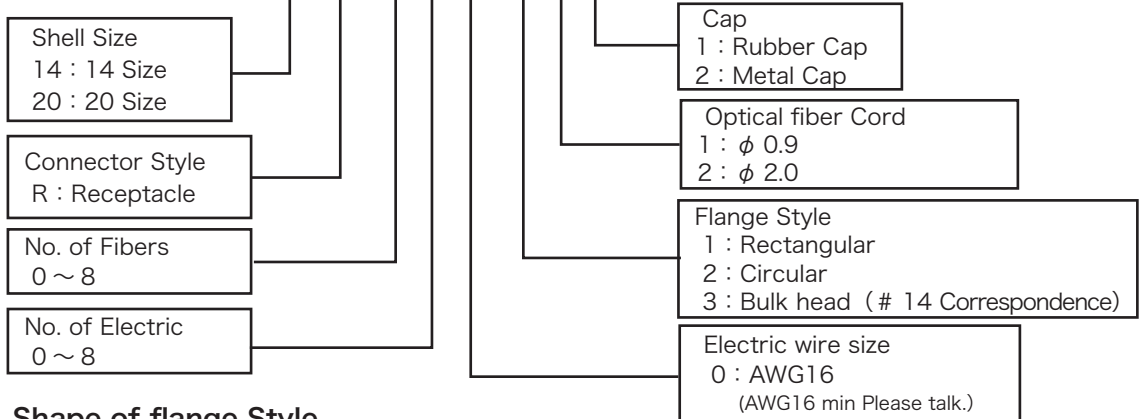 Shell Size
14：14 Size
20：20 Size
Connector Style
R：Receptacle
No. of Fibers
0～8
No. of Electric
0～8
Cap
1：Rubber Cap
2：Metal Cap
Optical fiber Cord
1：φ 0.9
2：φ 2.0
Flange Style
1：Rectangular
2：Circular
3：Bulk head（# 14 Correspondence）
Electric wire size
0：AWG16
(AWG16 min Please talk.)
Shape of flange Style